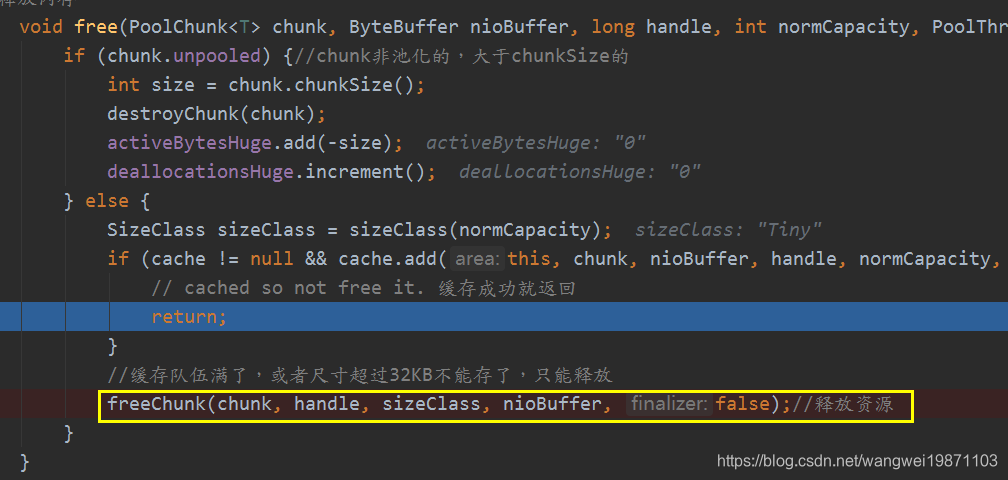 释放内存
void free(PoolChunk<T> chunk, ByteBuffer nioBuffer, long handle, int normCapacity, PoolThr
if (chunk.unpooled) {//chunk非池化的，大于chunkSize的
int size = chunk.chunkSize();
destroyChunk(chunk);
activeBytesHuge.add(-size);  activeBytesHuge: "0"
deallocationsHuge.increment();  deallocationsHuge: "0"
} else {
SizeClass sizeClass = sizeClass(normCapacity);  sizeClass: "Tiny"
if (cache != null && cache.add( area: this, chunk, nioBuffer, handle, normCapacity,
// cached so not free it. 缓存成功就返回
return;
}
//缓存队伍满了，或者尺寸超过32KB不能存了，只能释放
freeChunk(chunk, handle, sizeClass, nioBuffer,  finalizer: false);//释放资源
}
}
https://blog.csdn.net/wangwei19871103